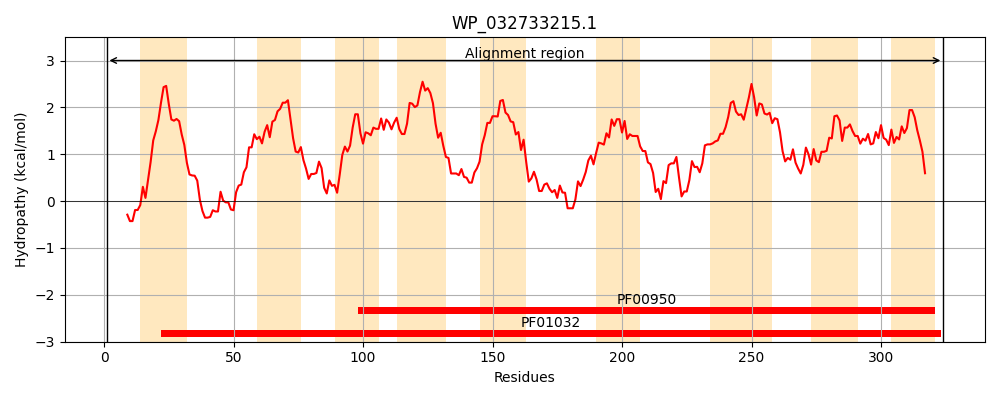 WP_032733215.1
Alignment region
3
2
1
0
−1
−2
−3
Hydropathy (kcal/mol)
PF00950
PF01032
0 50 100 150 200 250 300
Residues